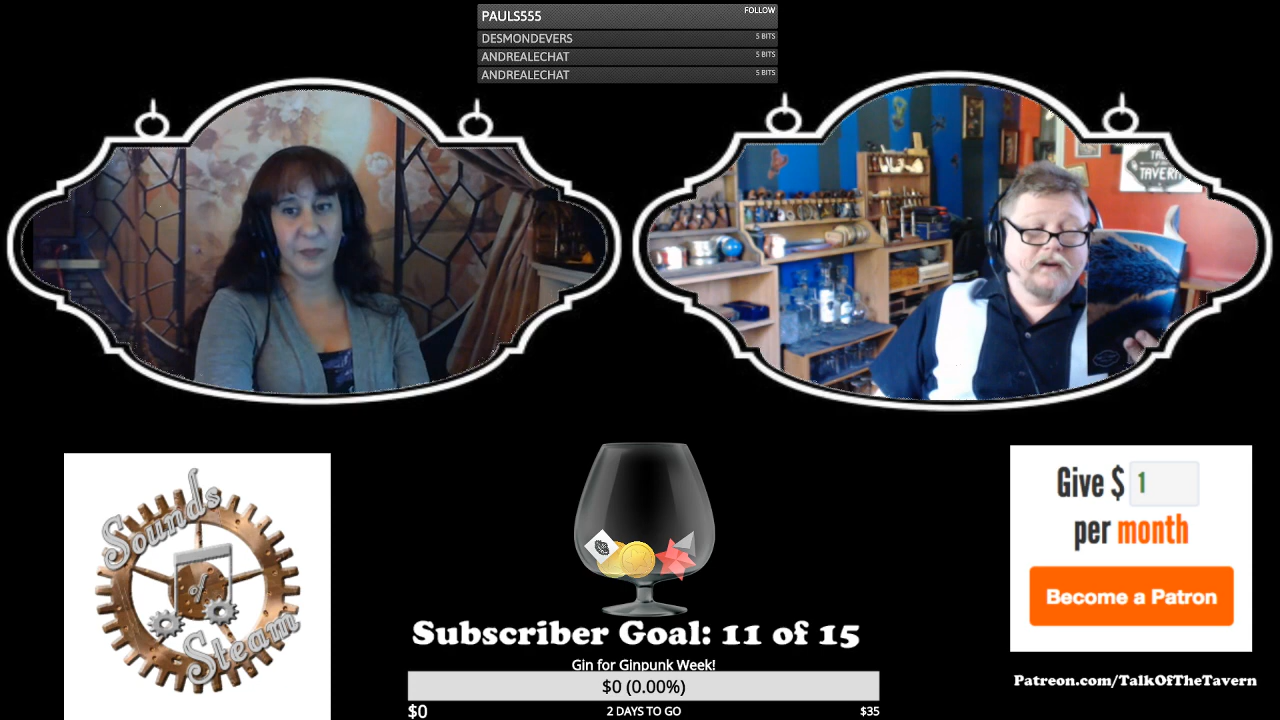 PAULS555 FOLLOW
DESMONDEVERS 5 BITS
ANDREALECHAT 5 BITS
ANDREALECHAT 5 BITS
TAVERN
Sounds
of
Steam
Subscriber Goal: 11 of 15
Gin for Ginpunk Week!
$0 (0.00%)
$0 2 DAYS TO GO $35
Give $ 1
per month
Become a Patron
Patreon.com/TalkOfTheTavern